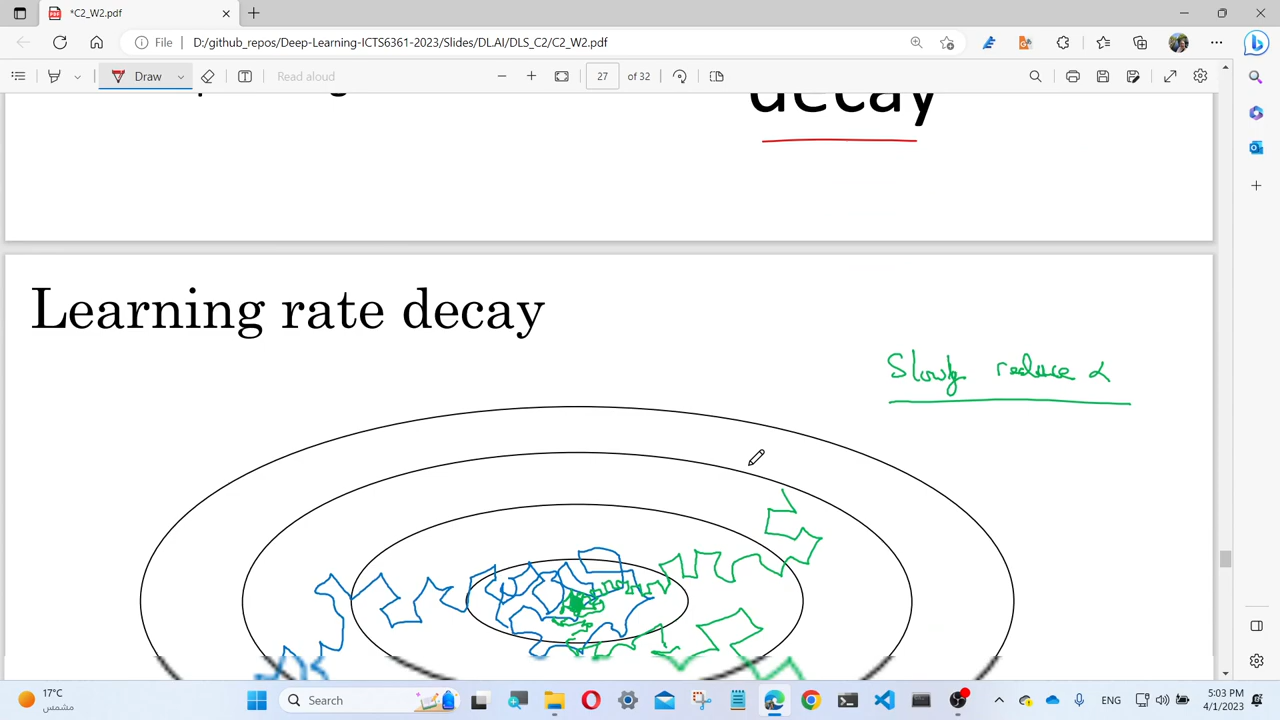 *C2_W2.pdf
File
D:/github_repos/Deep-Learning-ICTS6361-2023/Slides/DL.AI/DLS_C2/C2_W2.pdf
Draw
Read aloud
27 of 32
decay
Learning rate decay
Slowly reduce α
17°C
مشمس
Search
ENG
5:03 PM
4/1/2023